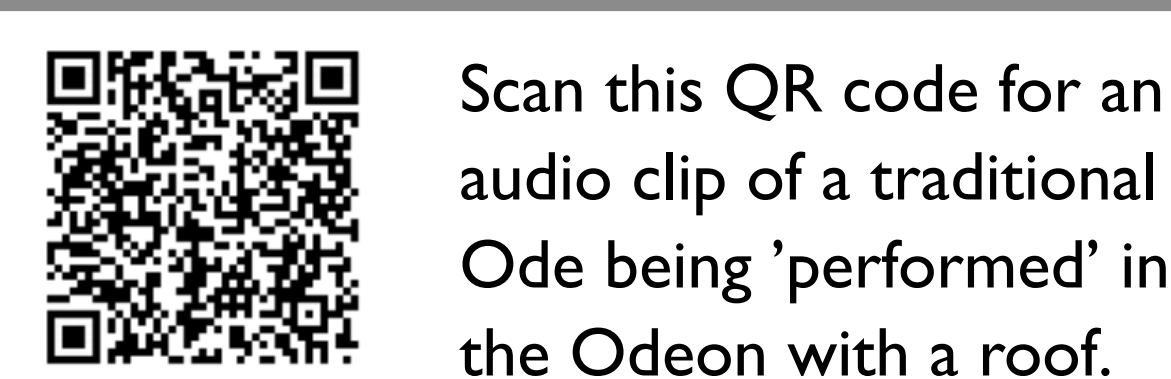 Scan this QR code for an
audio clip of a traditional
Ode being ’performed’ in
the Odeon with a roof.